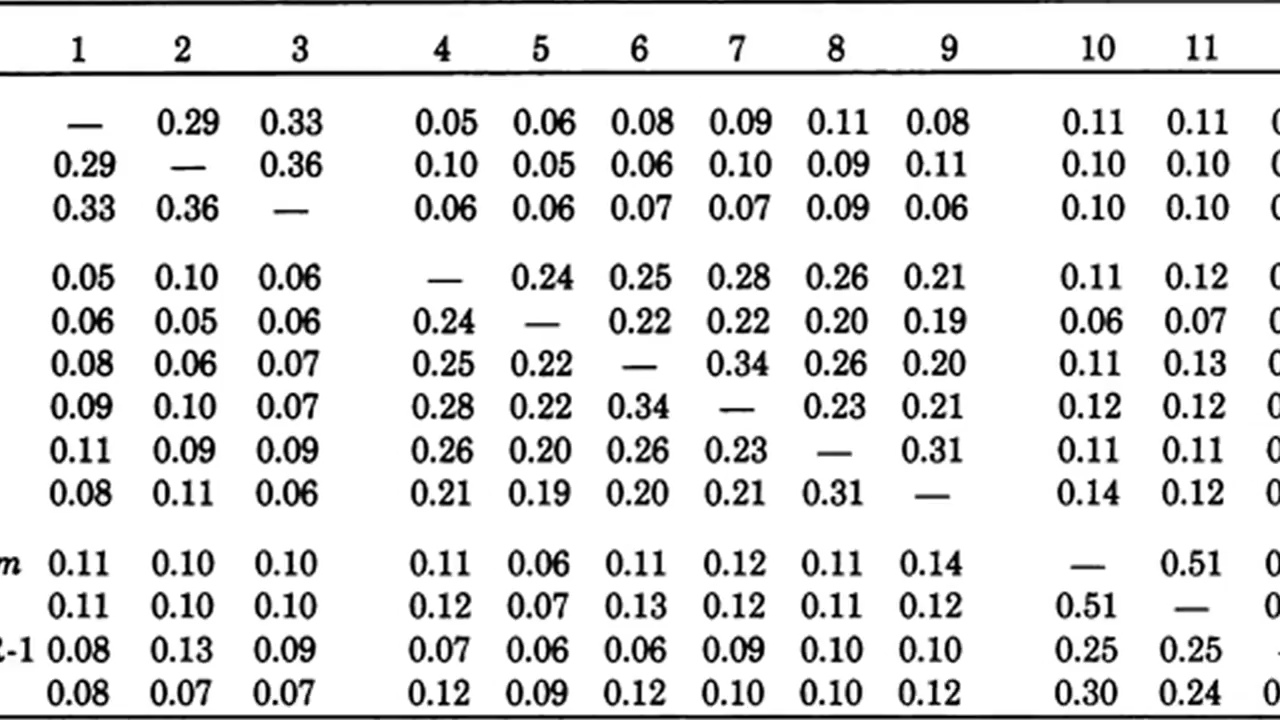 1 2 3 4 5 6 7 8 9 10 11
— 0.29 0.33 0.05 0.06 0.08 0.09 0.11 0.08 0.11 0.11
0.29 — 0.36 0.10 0.05 0.06 0.10 0.09 0.11 0.10 0.10
0.33 0.36 — 0.06 0.06 0.07 0.07 0.09 0.06 0.10 0.10
0.05 0.10 0.06 — 0.24 0.25 0.28 0.26 0.21 0.11 0.12
0.06 0.05 0.06 0.24 — 0.22 0.22 0.20 0.19 0.06 0.07
0.08 0.06 0.07 0.25 0.22 — 0.34 0.26 0.20 0.11 0.13
0.09 0.10 0.07 0.28 0.22 0.34 — 0.23 0.21 0.12 0.12
0.11 0.09 0.09 0.26 0.20 0.26 0.23 — 0.31 0.11 0.11
0.08 0.11 0.06 0.21 0.19 0.20 0.21 0.31 — 0.14 0.12
m 0.11 0.10 0.10 0.11 0.06 0.11 0.12 0.11 0.14 — 0.51
0.11 0.10 0.10 0.12 0.07 0.13 0.12 0.11 0.12 0.51 —
-1 0.08 0.13 0.09 0.07 0.06 0.06 0.09 0.10 0.10 0.25 0.25
0.08 0.07 0.07 0.12 0.09 0.12 0.10 0.10 0.12 0.30 0.24